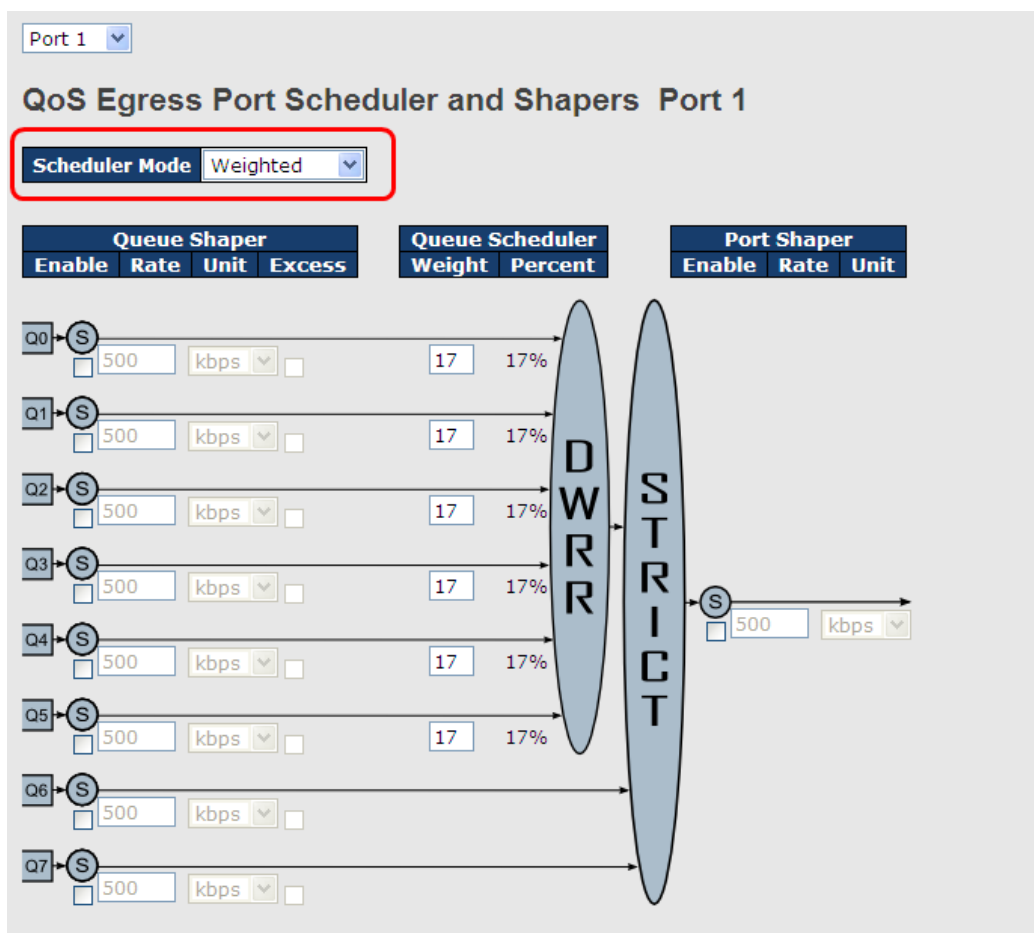 Port 1
QoS Egress Port Scheduler and Shapers Port 1
Scheduler Mode Weighted
Queue Shaper Queue Scheduler Port Shaper
Enable Rate Unit Excess Weight Percent Enable Rate Unit
Q0 S
500 kbps 17 17%
Q1 S
500 kbps 17 17%
Q2 S
500 kbps 17 17%
Q3 S
500 kbps 17 17%
Q4 S
500 kbps 17 17%
Q5 S
500 kbps 17 17%
Q6 S
500 kbps
Q7 S
500 kbps
DWRR
STRICT
S
500 kbps